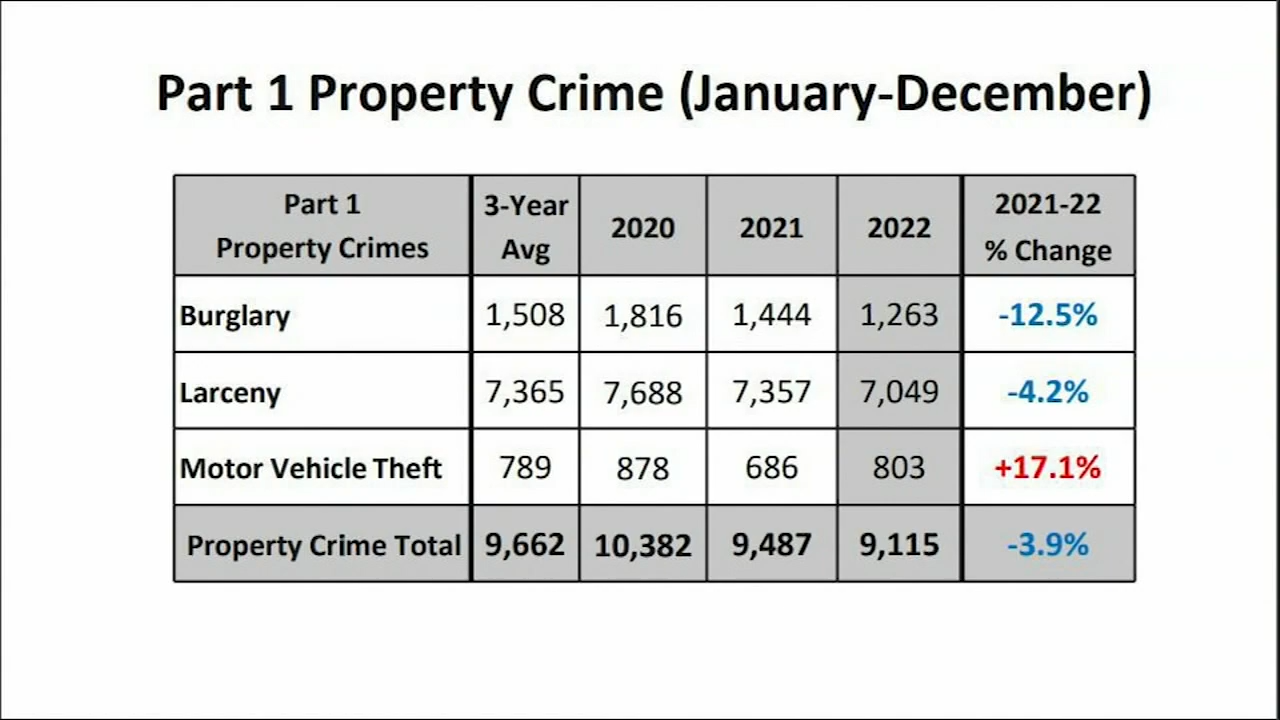 Part 1 Property Crime (January-December)
Part 1 Property Crimes 3-Year Avg 2020 2021 2022 2021-22 % Change
Burglary 1,508 1,816 1,444 1,263 -12.5%
Larceny 7,365 7,688 7,357 7,049 -4.2%
Motor Vehicle Theft 789 878 686 803 +17.1%
Property Crime Total 9,662 10,382 9,487 9,115 -3.9%